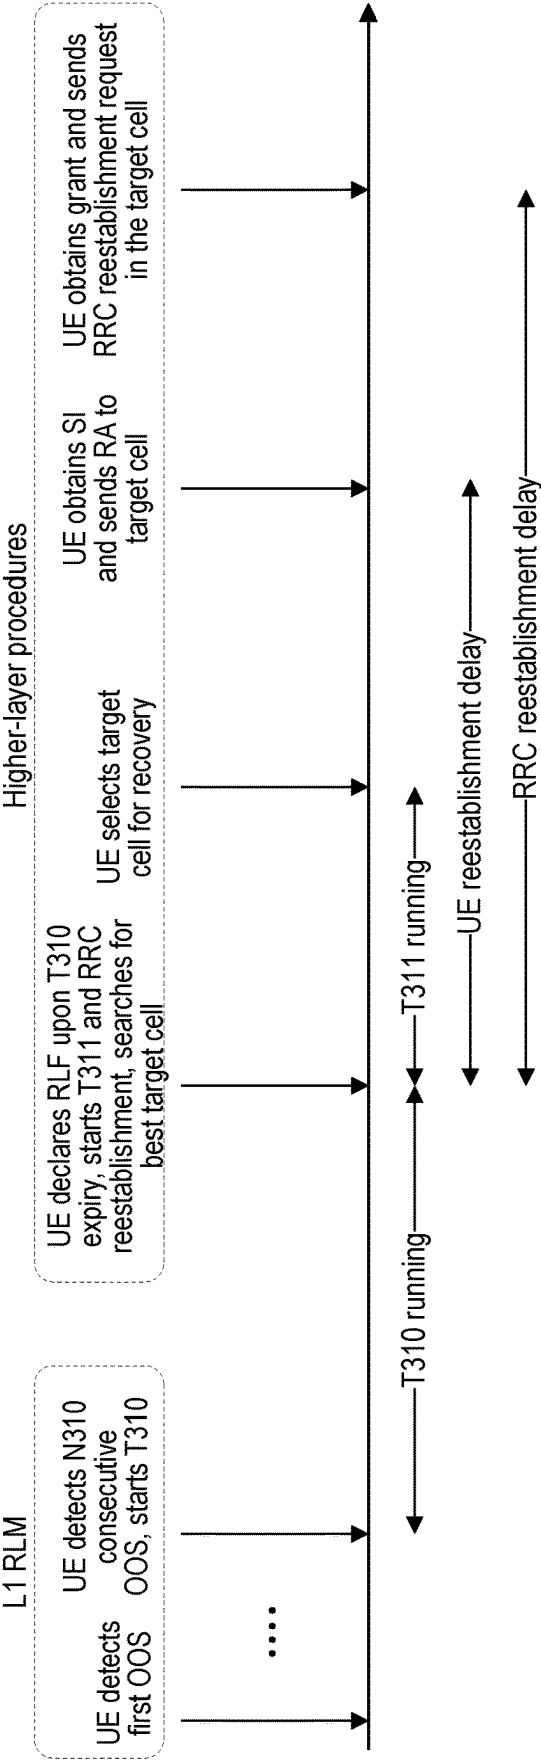 L1 RLM
UE detects
first OOS
UE detects N310
consecutive
OOS, starts T310
Higher-layer procedures
UE declares RLF upon T310
expiry, starts T311 and RRC
reestablishment, searches for
best target cell
UE selects target
cell for recovery
UE obtains SI
and sends RA to
target cell
UE obtains grant and sends
RRC reestablishment request
in the target cell
T310 running
T311 running
UE reestablishment delay
RRC reestablishment delay